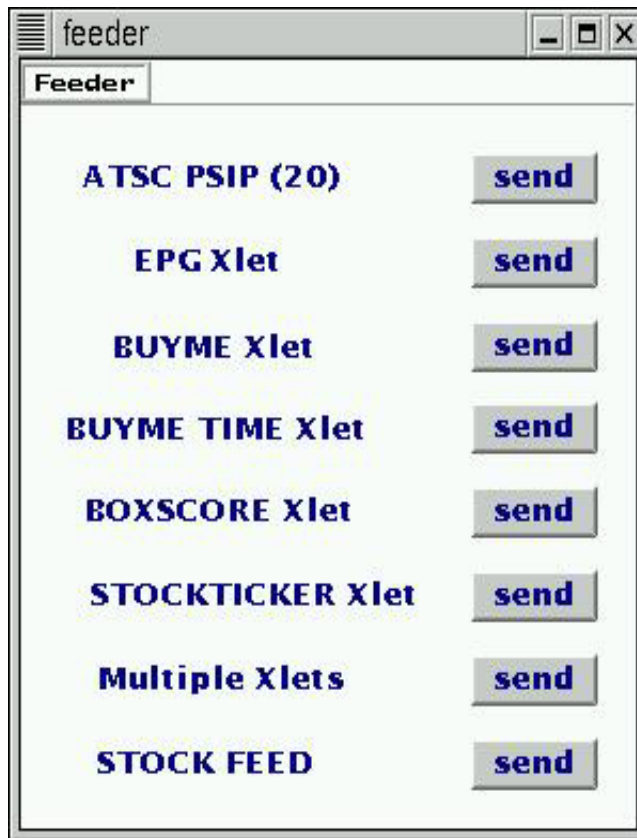 feeder
Feeder
ATSC PSIP (20) send
EPG Xlet send
BUYME Xlet send
BUYME TIME Xlet send
BOXSCORE Xlet send
STOCKTICKER Xlet send
Multiple Xlets send
STOCK FEED send